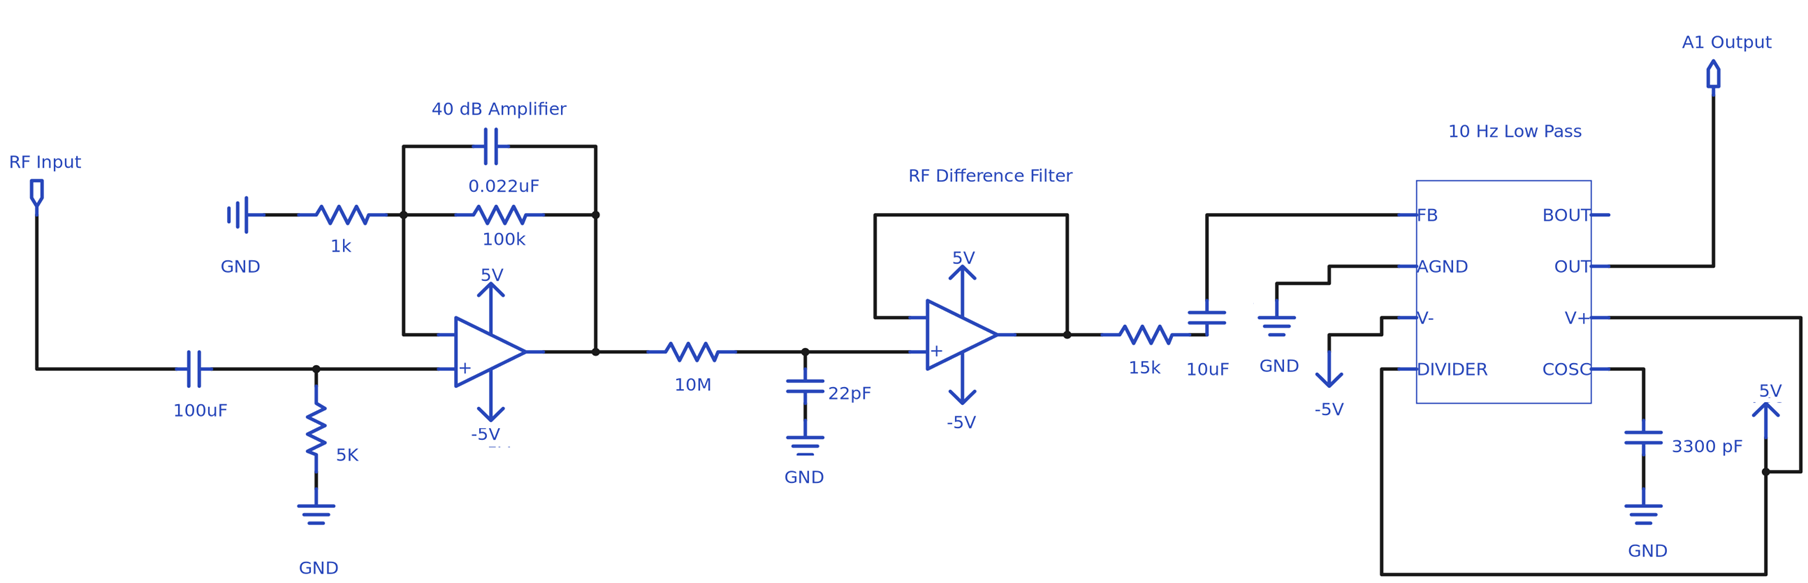 A1 Output
40 dB Amplifier
10 Hz Low Pass
RF Input
0.022uF
RF Difference Filter
1k
100k
GND
5V
+
-5V
100uF
5K
GND
10M
22pF
GND
5V
+
-5V
15k
10uF
GND
-5V
FB
AGND
V-
DIVIDER
BOUT
OUT
V+
COSC
5V
3300 pF
GND